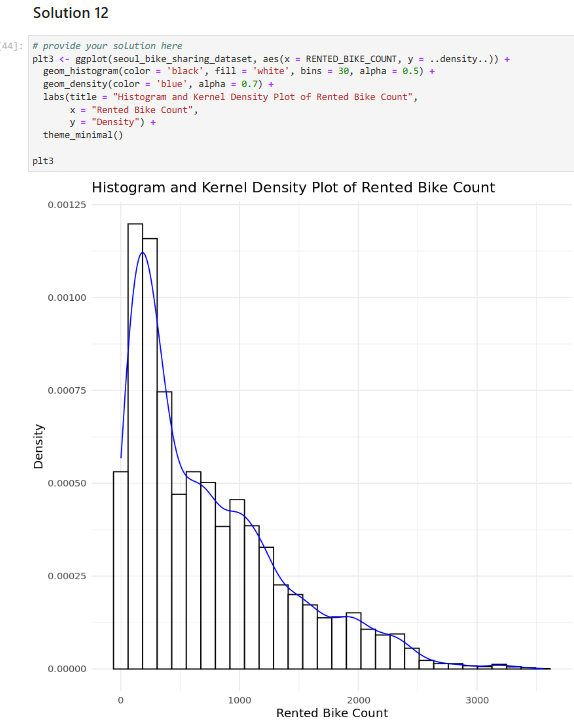 Solution 12
[44]: # provide your solution here
plt3 <- ggplot(seoul_bike_sharing_dataset, aes(x = RENTED_BIKE_COUNT, y = ..density..)) +
geom_histogram(color = 'black', fill = 'white', bins = 30, alpha = 0.5) +
geom_density(color = 'blue', alpha = 0.7) +
labs(title = "Histogram and Kernel Density Plot of Rented Bike Count",
x = "Rented Bike Count",
y = "Density") +
theme_minimal()
plt3
Histogram and Kernel Density Plot of Rented Bike Count
0.00125
0.00100
0.00075
Density
0.00050
0.00025
0.00000
0 1000 2000 3000
Rented Bike Count